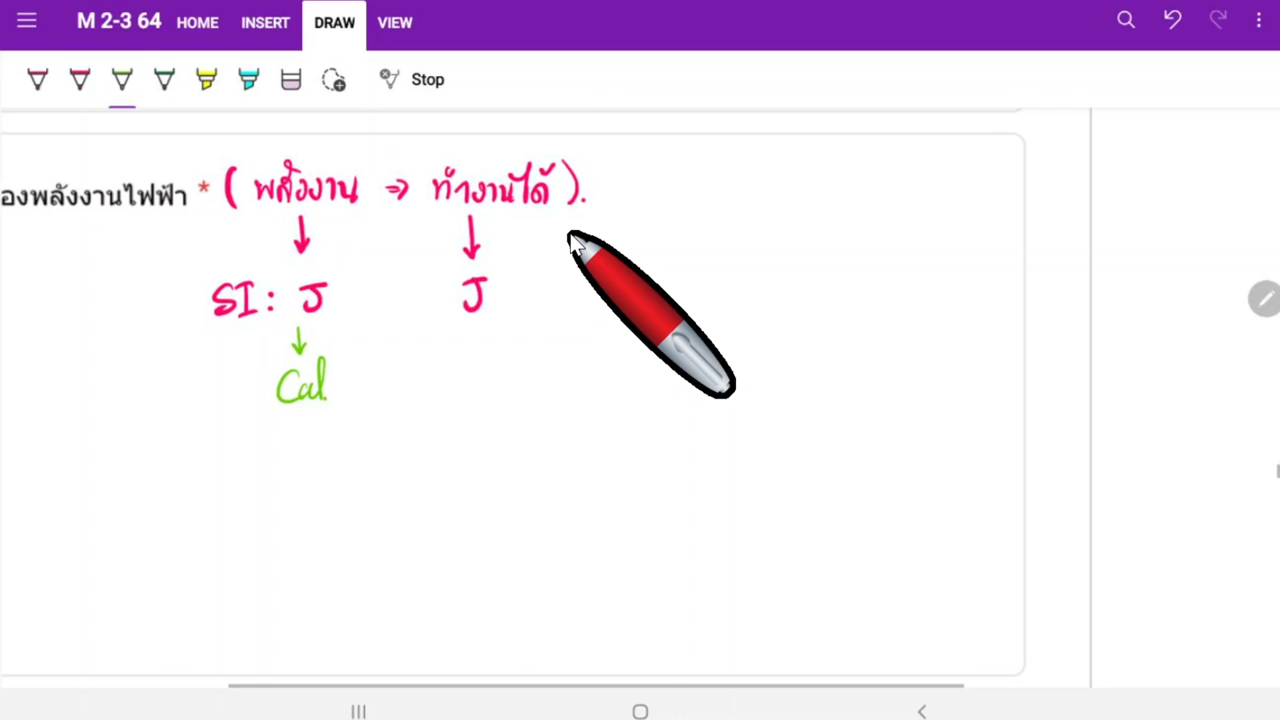 M 2-3 64 HOME INSERT DRAW VIEW
Stop
องพลังงานไฟฟ้า * ( พลังงาน ⇒ ทำงานได้ ).
SI : J J
Cal.